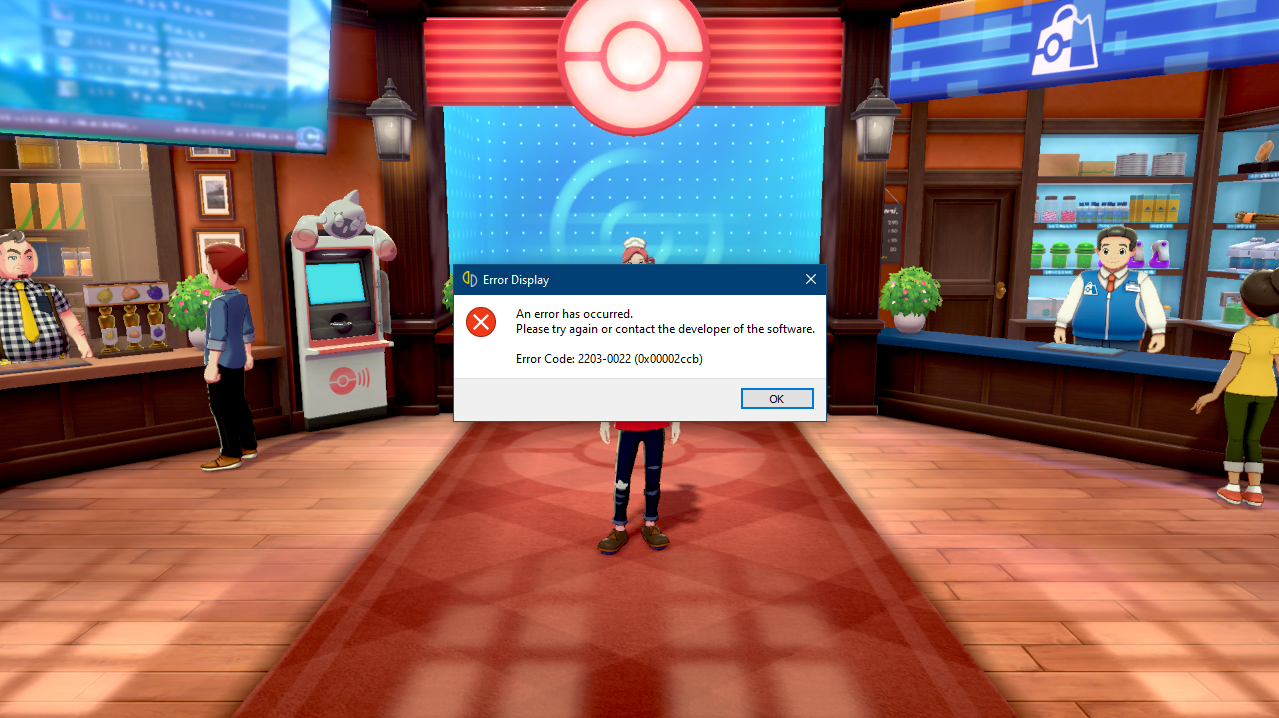 Error Display
An error has occurred.
Please try again or contact the developer of the software.
Error Code: 2203-0022 (0x00002ccb)
OK